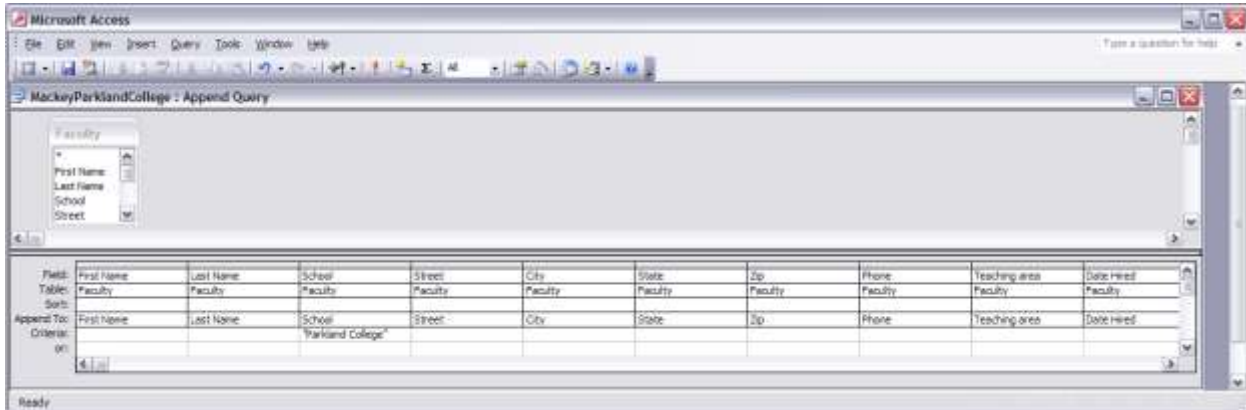 Microsoft Access
File Edit View Insert Query Tools Window Help Type a question for help
All
MackeyParklandCollege : Append Query
Faculty
*
First Name
Last Name
School
Street
Field: First Name Last Name School Street City State Zip Phone Teaching area Date Hired
Table: Faculty Faculty Faculty Faculty Faculty Faculty Faculty Faculty Faculty Faculty
Sort:
Append To: First Name Last Name School Street City State Zip Phone Teaching area Date Hired
Criteria: "Parkland College"
or:
Ready